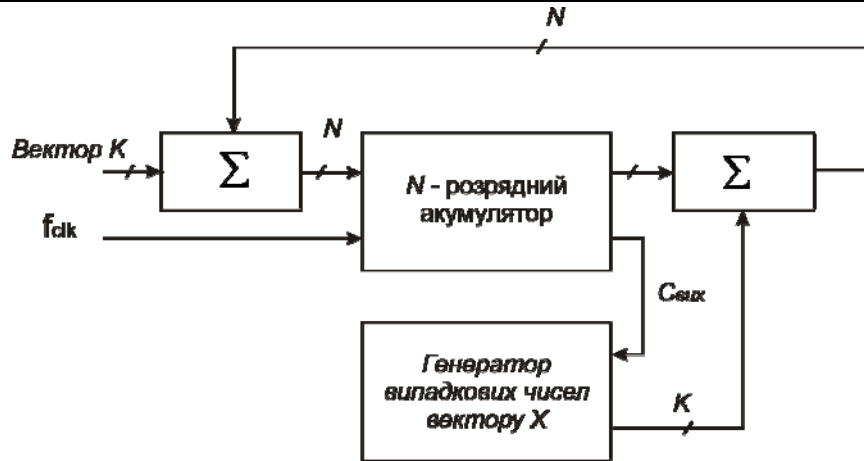 N
Вектор K
Σ
N
N - розрядний
акумулятор
Σ
fclk
Cвих
Генератор
випадкових чисел
вектору X
K